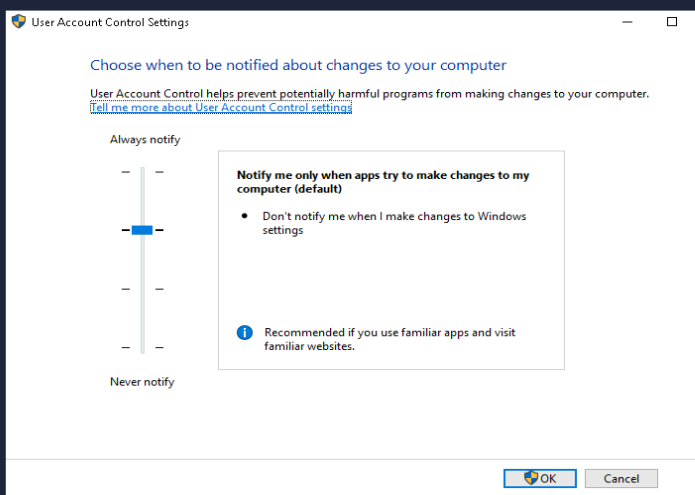 User Account Control Settings
Choose when to be notified about changes to your computer
User Account Control helps prevent potentially harmful programs from making changes to your computer.
Tell me more about User Account Control settings
Always notify
Notify me only when apps try to make changes to my
computer (default)
• Don't notify me when I make changes to Windows
settings
Recommended if you use familiar apps and visit
familiar websites.
Never notify
OK
Cancel